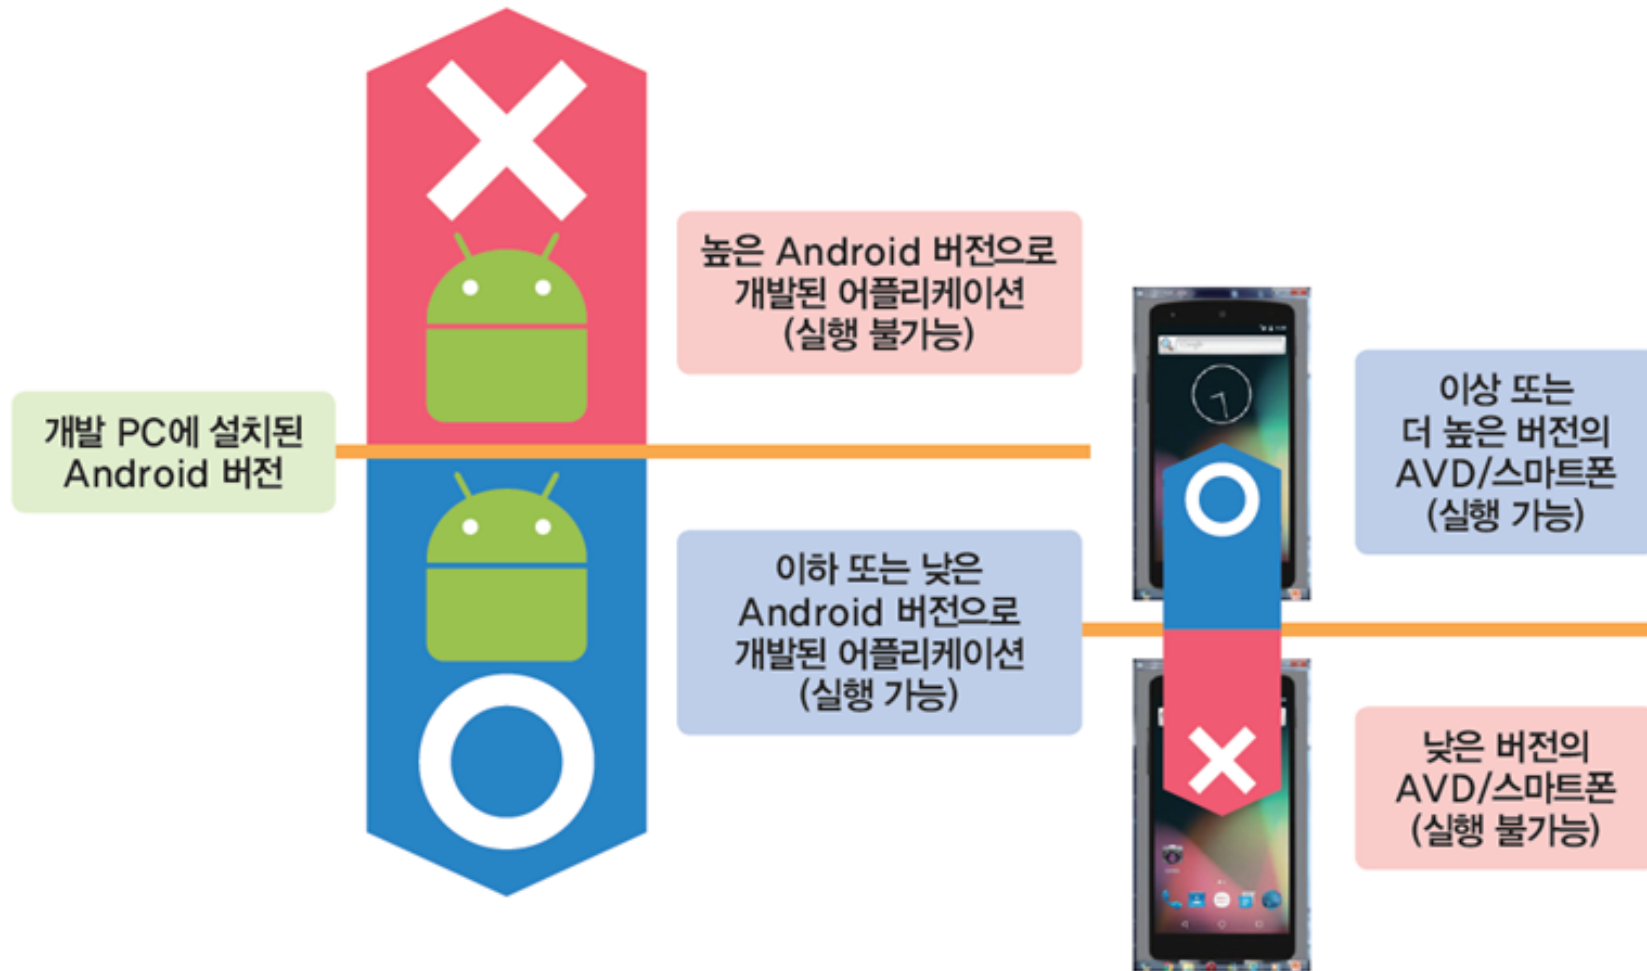 개발 PC에 설치된
Android 버전
높은 Android 버전으로
개발된 어플리케이션
(실행 불가능)
이하 또는 낮은
Android 버전으로
개발된 어플리케이션
(실행 가능)
이상 또는
더 높은 버전의
AVD/스마트폰
(실행 가능)
낮은 버전의
AVD/스마트폰
(실행 불가능)